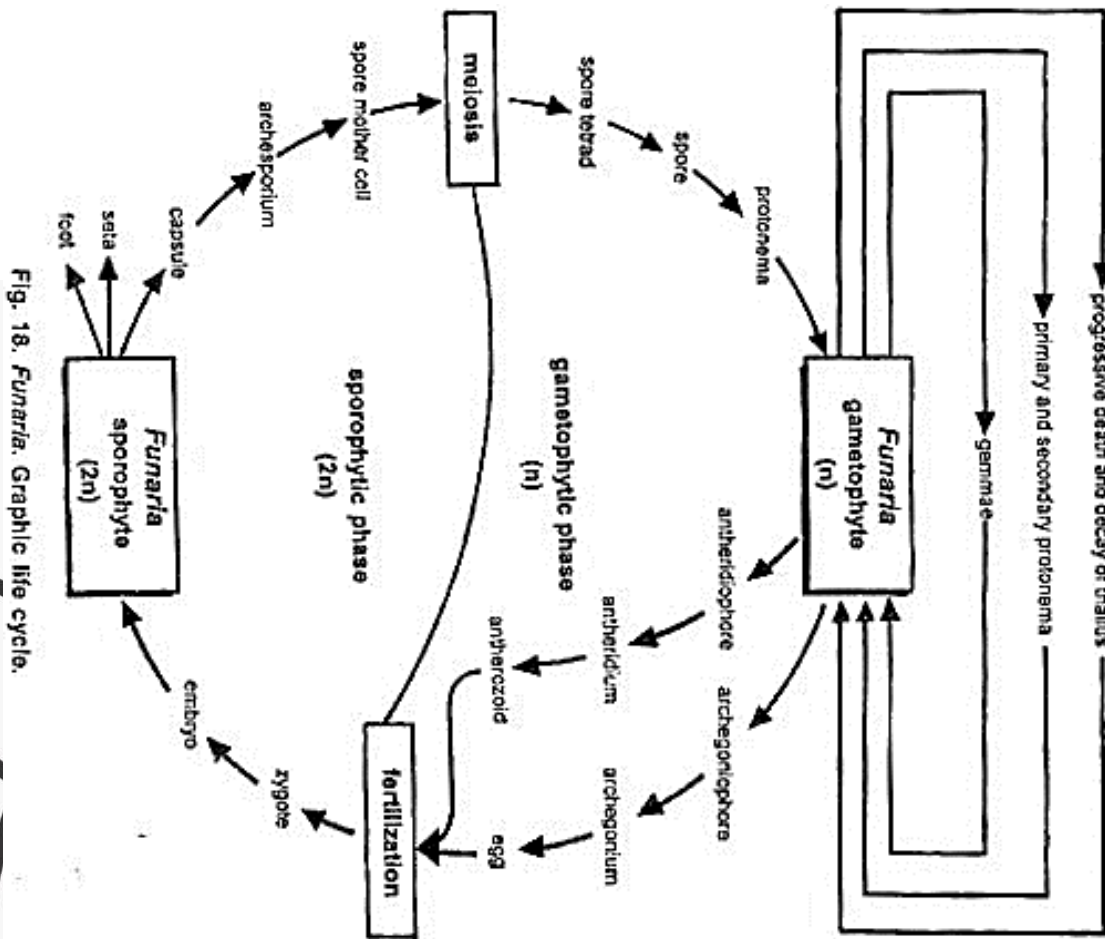 progressive death and decay of thallus
primary and secondary protonema
gemmae
Funaria
gametophyte
(n)
protonema
antheridiophore
archegoniophore
spore
antheridium
archegonium
spore tetrad
gametophytic phase
(n)
antherozoid
egg
meiosis
fertilization
spore mother cell
sporophytic phase
(2n)
zygote
archesporium
embryo
capsule
Funaria
sporophyte
(2n)
seta
foot
Fig. 18. Funaria. Graphic life cycle.